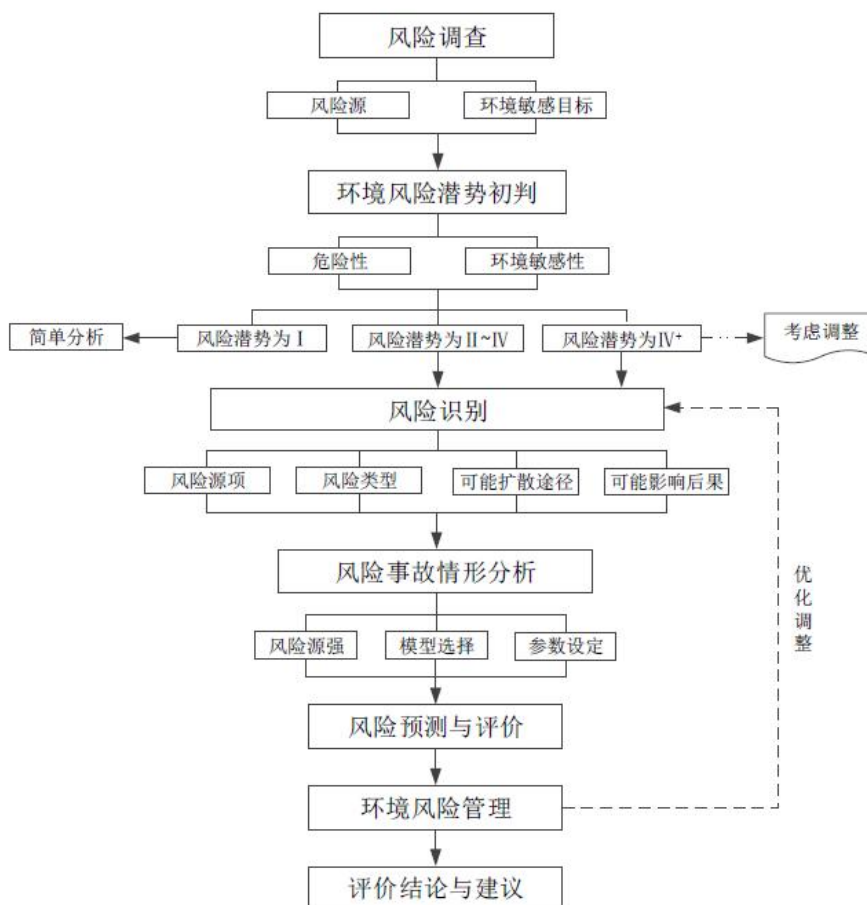 风险调查
风险源
环境敏感目标
环境风险潜势初判
危险性
环境敏感性
简单分析
风险潜势为Ⅰ
风险潜势为Ⅱ~Ⅳ
风险潜势为Ⅳ⁺
考虑调整
风险识别
风险源项
风险类型
可能扩散途径
可能影响后果
风险事故情形分析
优化调整
风险源强
模型选择
参数设定
风险预测与评价
环境风险管理
评价结论与建议